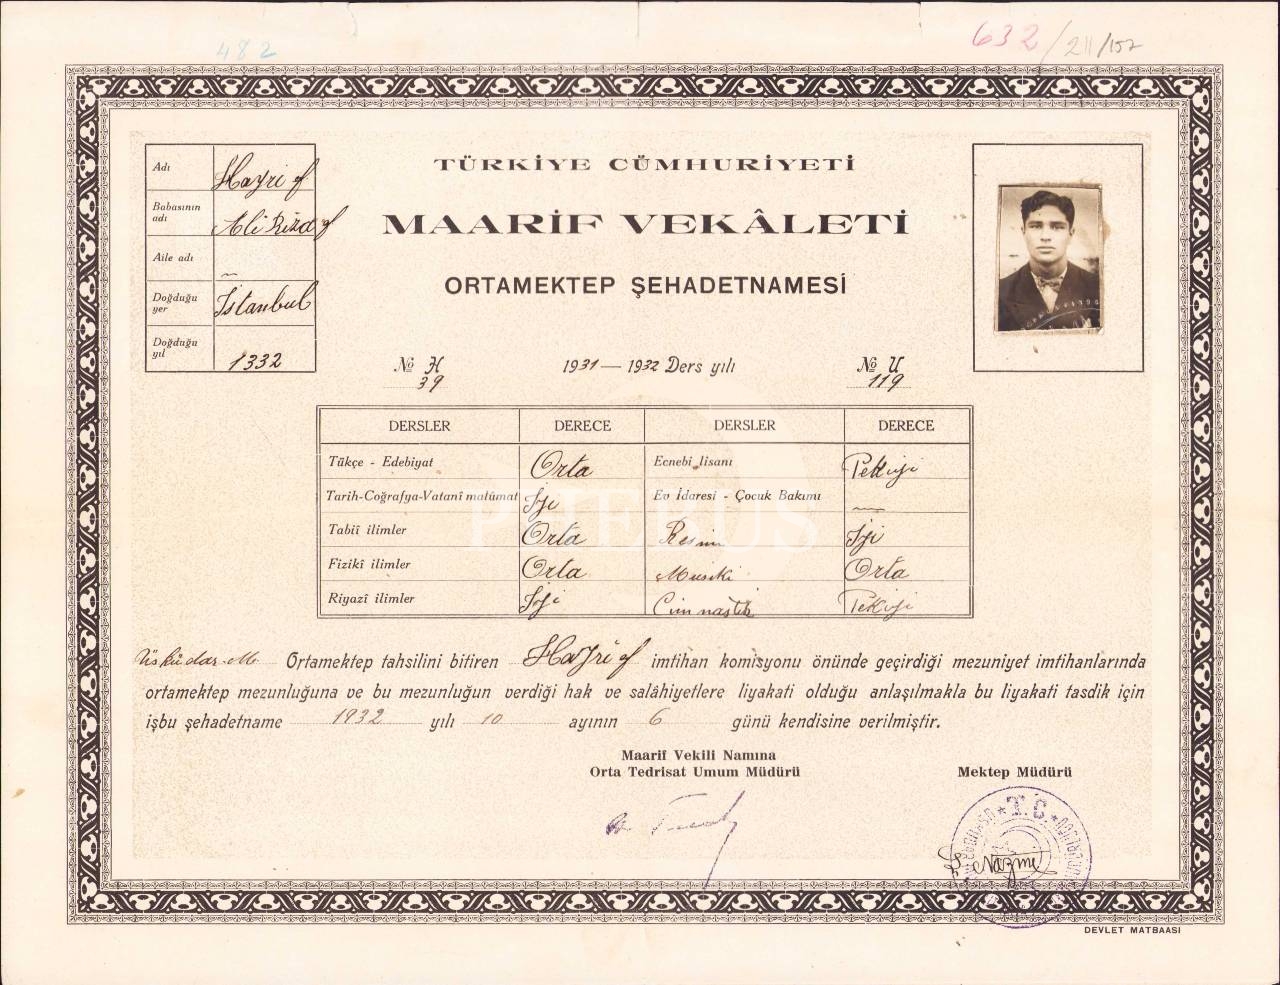 482
632/211/157
TÜRKİYE CÜMHURİYETİ
MAARİF VEKÂLETİ
ORTAMEKTEP ŞEHADETNAMESİ
Adı Hayri ef
Babasının adı Ali Riza ef
Aile adı ~
Doğduğu yer İstanbul
Doğduğu yıl 1332
№ H 39
1931 — 1932 Ders yılı
№ U 119
DERSLER DERECE DERSLER DERECE
Tükçe - Edebiyat Orta Ecnebi lisanı Pekiyi
Tarih-Coğrafya-Vatanî malûmat İyi Ev İdaresi - Çocuk Bakımı ~
Tabiî ilimler Orta Resim İyi
Fizikî ilimler Orta Musiki Orta
Riyazî ilimler İyi Cimnastik Pekiyi
PHEBUS
Üsküdar. M. Ortamektep tahsilini bitiren Hayri ef imtihan komisyonu önünde geçirdiği mezuniyet imtihanlarında
ortamektep mezunluğuna ve bu mezunluğun verdiği hak ve salâhiyetlere liyakati olduğu anlaşılmakla bu liyakati tasdik için
işbu şehadetname 1932 yılı 10 ayının 6 günü kendisine verilmiştir.
Maarif Vekili Namına
Orta Tedrisat Umum Müdürü
Mektep Müdürü
T. C.
Nazmi
DEVLET MATBAASI